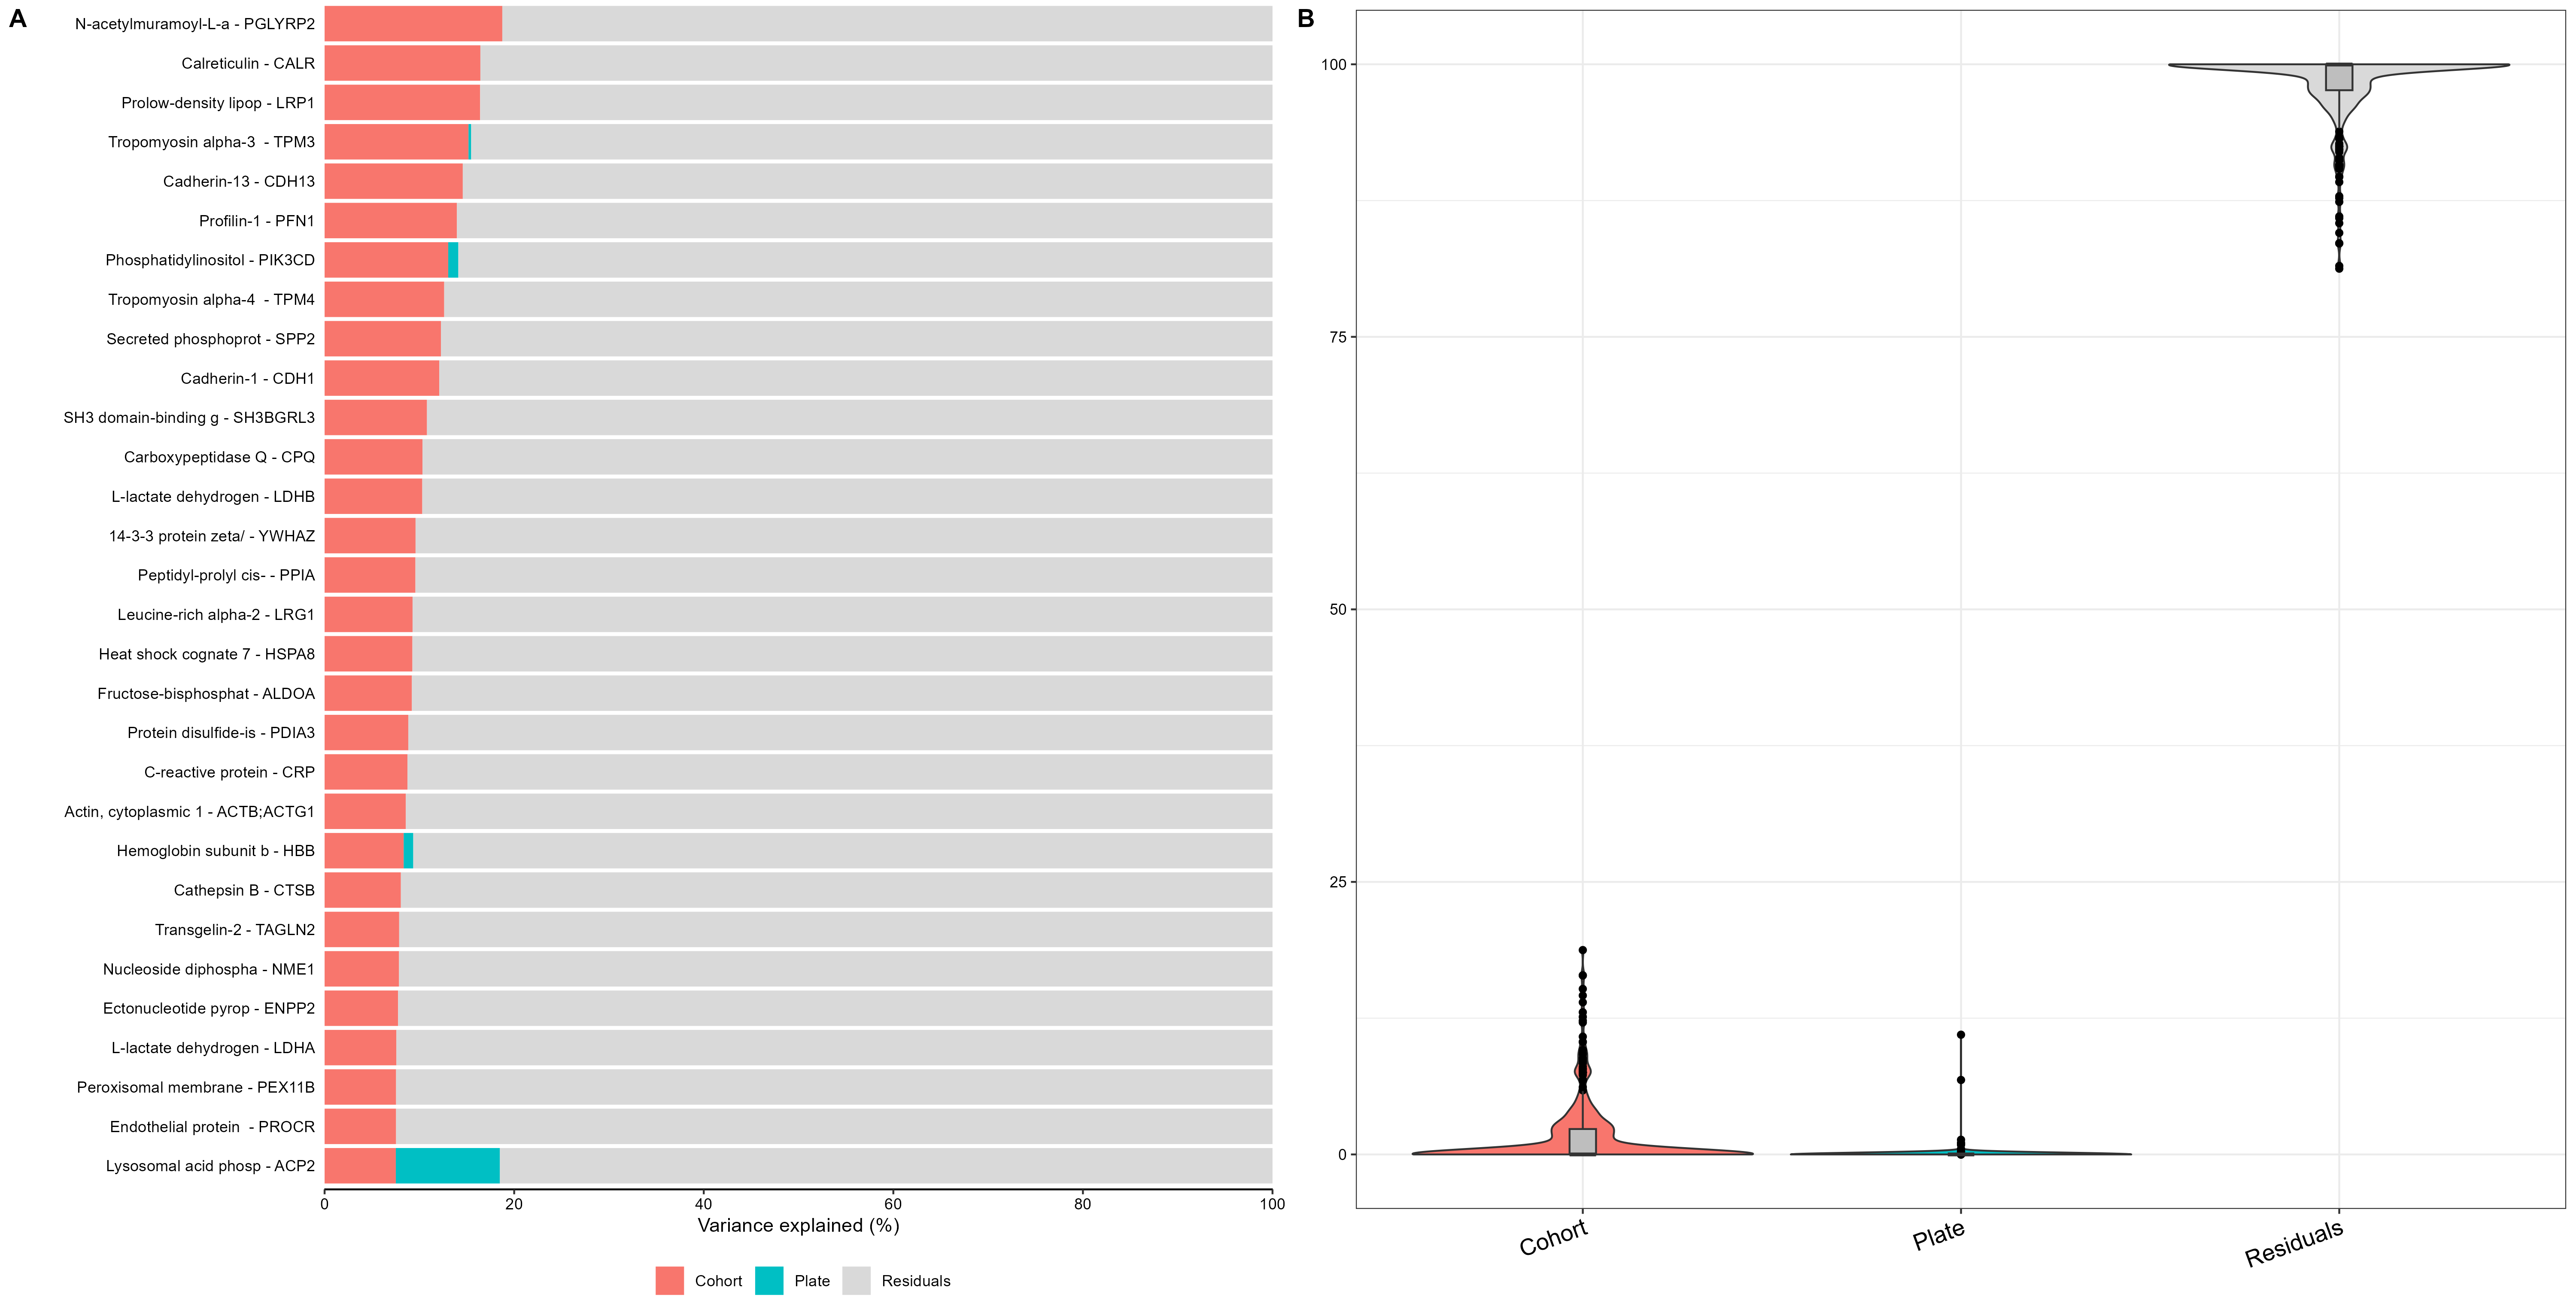 A
N-acetylmuramoyl-L-a - PGLYRP2
Calreticulin - CALR
Prolow-density lipop - LRP1
Tropomyosin alpha-3  - TPM3
Cadherin-13 - CDH13
Profilin-1 - PFN1
Phosphatidylinositol - PIK3CD
Tropomyosin alpha-4  - TPM4
Secreted phosphoprot - SPP2
Cadherin-1 - CDH1
SH3 domain-binding g - SH3BGRL3
Carboxypeptidase Q - CPQ
L-lactate dehydrogen - LDHB
14-3-3 protein zeta/ - YWHAZ
Peptidyl-prolyl cis- - PPIA
Leucine-rich alpha-2 - LRG1
Heat shock cognate 7 - HSPA8
Fructose-bisphosphat - ALDOA
Protein disulfide-is - PDIA3
C-reactive protein - CRP
Actin, cytoplasmic 1 - ACTB;ACTG1
Hemoglobin subunit b - HBB
Cathepsin B - CTSB
Transgelin-2 - TAGLN2
Nucleoside diphospha - NME1
Ectonucleotide pyrop - ENPP2
L-lactate dehydrogen - LDHA
Peroxisomal membrane - PEX11B
Endothelial protein  - PROCR
Lysosomal acid phosp - ACP2
0 20 40 60 80 100
Variance explained (%)
Cohort Plate Residuals
B
100
75
50
25
0
Cohort Plate Residuals